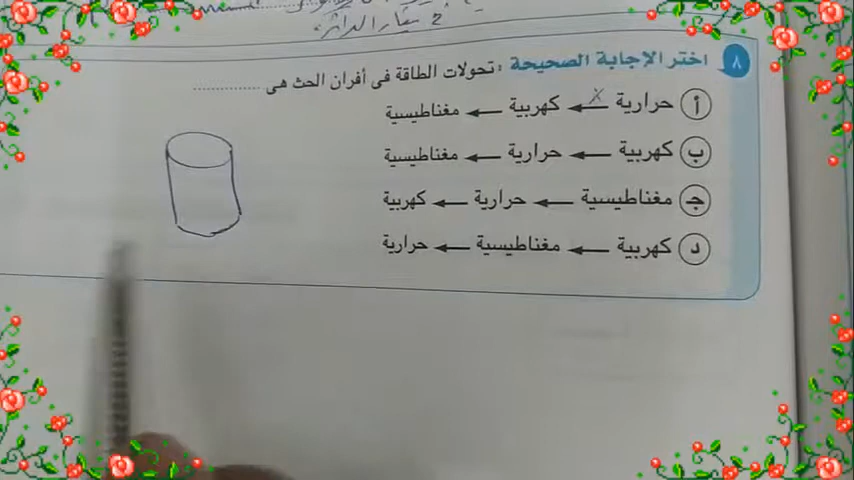 ٨ اختر الإجابة الصحيحة : تحولات الطاقة فى أفران الحث هى ....................
أ حرارية ← كهربية ← مغناطيسية
ب كهربية ← حرارية ← مغناطيسية
جـ مغناطيسية ← حرارية ← كهربية
د كهربية ← مغناطيسية ← حرارية